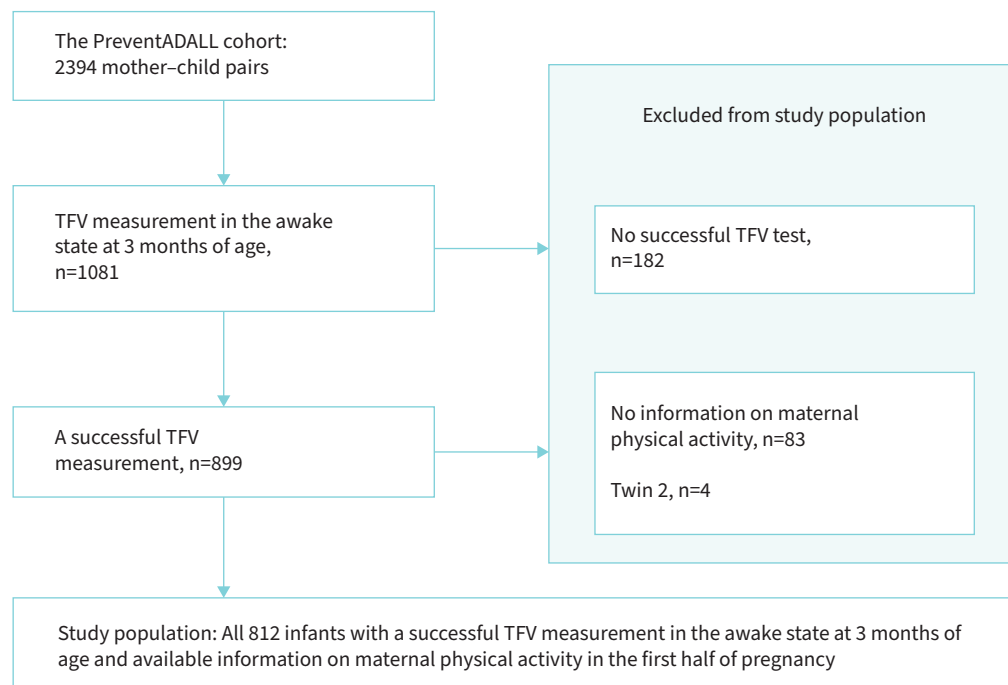 The PreventADALL cohort:
2394 mother–child pairs
Excluded from study population
TFV measurement in the awake
state at 3 months of age,
n=1081
No successful TFV test,
n=182
A successful TFV
measurement, n=899
No information on maternal
physical activity, n=83
Twin 2, n=4
Study population: All 812 infants with a successful TFV measurement in the awake state at 3 months of
age and available information on maternal physical activity in the first half of pregnancy